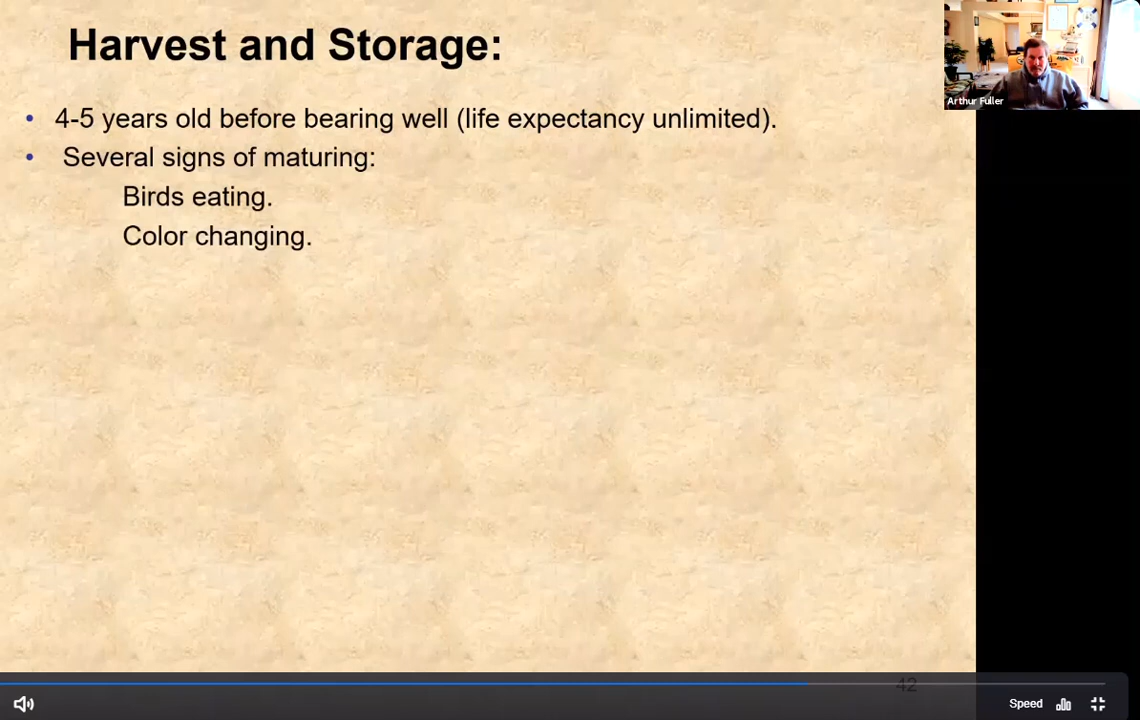 Harvest and Storage:
Arthur Fuller
• 4-5 years old before bearing well (life expectancy unlimited).
• Several signs of maturing:
Birds eating.
Color changing.
42
Speed